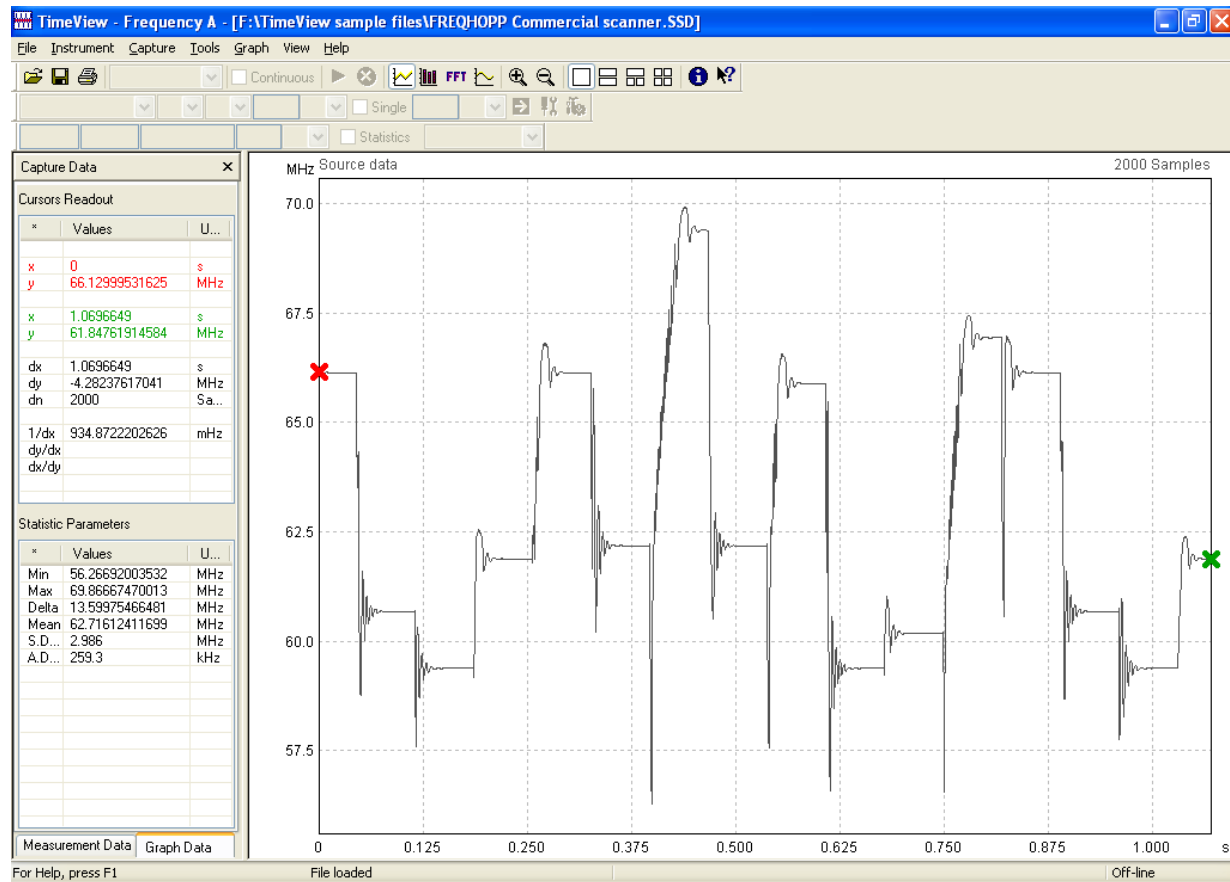 TimeView - Frequency A - [F:\TimeView sample files\FREQHOPP Commercial scanner.SSD]
File Instrument Capture Tools Graph View Help
Continuous FFT
Single
Statistics
Capture Data
Cursors Readout
* Values U...
x 0 s
y 66.12999531625 MHz
x 1.0696649 s
y 61.84761914584 MHz
dx 1.0696649 s
dy -4.28237617041 MHz
dn 2000 Sa...
1/dx 934.8722202626 mHz
dy/dx
dx/dy
Statistic Parameters
* Values U...
Min 56.26692003532 MHz
Max 69.86667470013 MHz
Delta 13.59975466481 MHz
Mean 62.71612411699 MHz
S.D... 2.986 MHz
A.D... 259.3 kHz
Measurement Data Graph Data
MHz Source data 2000 Samples
70.0
67.5
65.0
62.5
60.0
57.5
0 0.125 0.250 0.375 0.500 0.625 0.750 0.875 1.000 s
For Help, press F1 File loaded Off-line